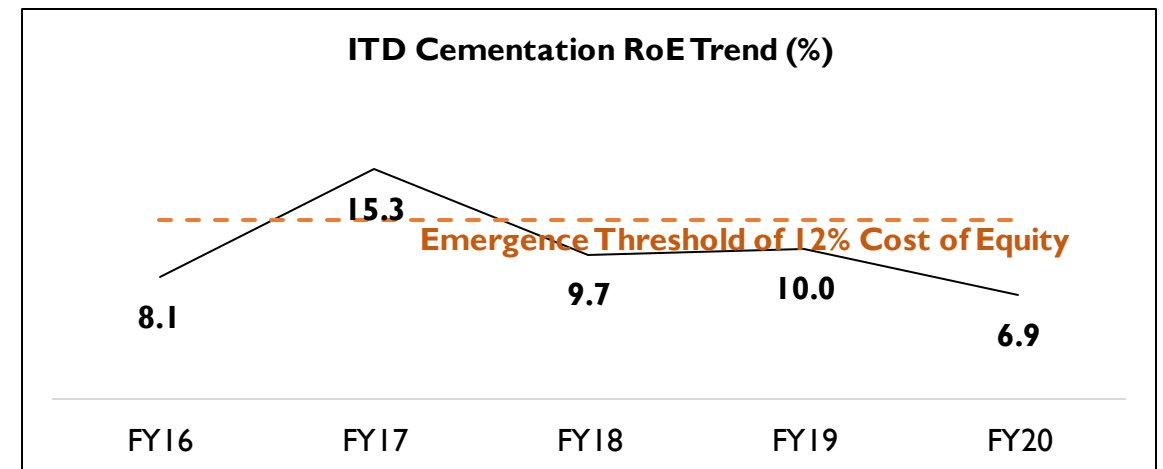 ITD Cementation RoE Trend (%)
15.3
Emergence Threshold of 12% Cost of Equity
9.7
10.0
8.1
6.9
FY16 FY17 FY18 FY19 FY20